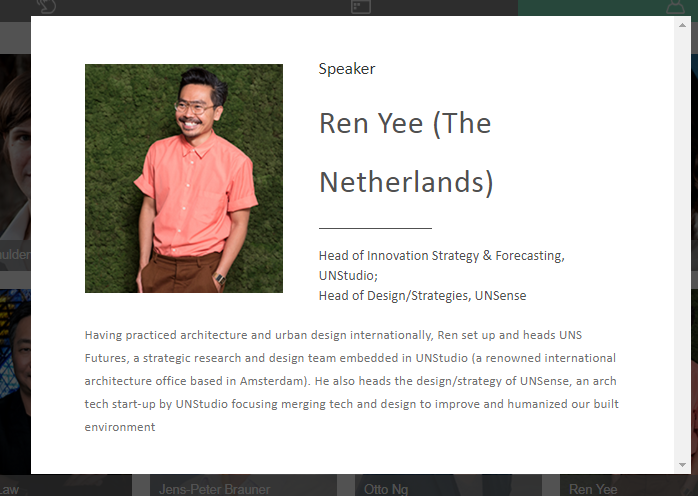 Speaker
Ren Yee (The
Netherlands)
Head of Innovation Strategy & Forecasting,
UNStudio;
Head of Design/Strategies, UNSense
Having practiced architecture and urban design internationally, Ren set up and heads UNS
Futures, a strategic research and design team embedded in UNStudio (a renowned international
architecture office based in Amsterdam). He also heads the design/strategy of UNSense, an arch
tech start-up by UNStudio focusing merging tech and design to improve and humanized our built
environment
oulder
Law
Jens-Peter Brauner
Otto Ng
Ren Yee